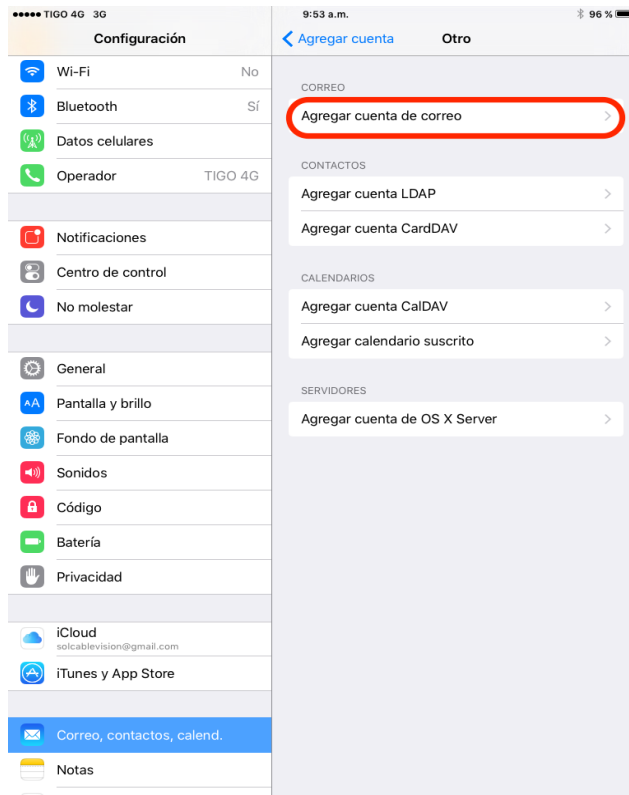 TIGO 4G 3G
9:53 a.m.
96 %
Configuración
Agregar cuenta
Otro
Wi-Fi No
Bluetooth Sí
Datos celulares
Operador TIGO 4G
Notificaciones
Centro de control
No molestar
General
AA Pantalla y brillo
Fondo de pantalla
Sonidos
Código
Batería
Privacidad
iCloud
solcablevision@gmail.com
iTunes y App Store
Correo, contactos, calend.
Notas
CORREO
Agregar cuenta de correo
CONTACTOS
Agregar cuenta LDAP
Agregar cuenta CardDAV
CALENDARIOS
Agregar cuenta CalDAV
Agregar calendario suscrito
SERVIDORES
Agregar cuenta de OS X Server